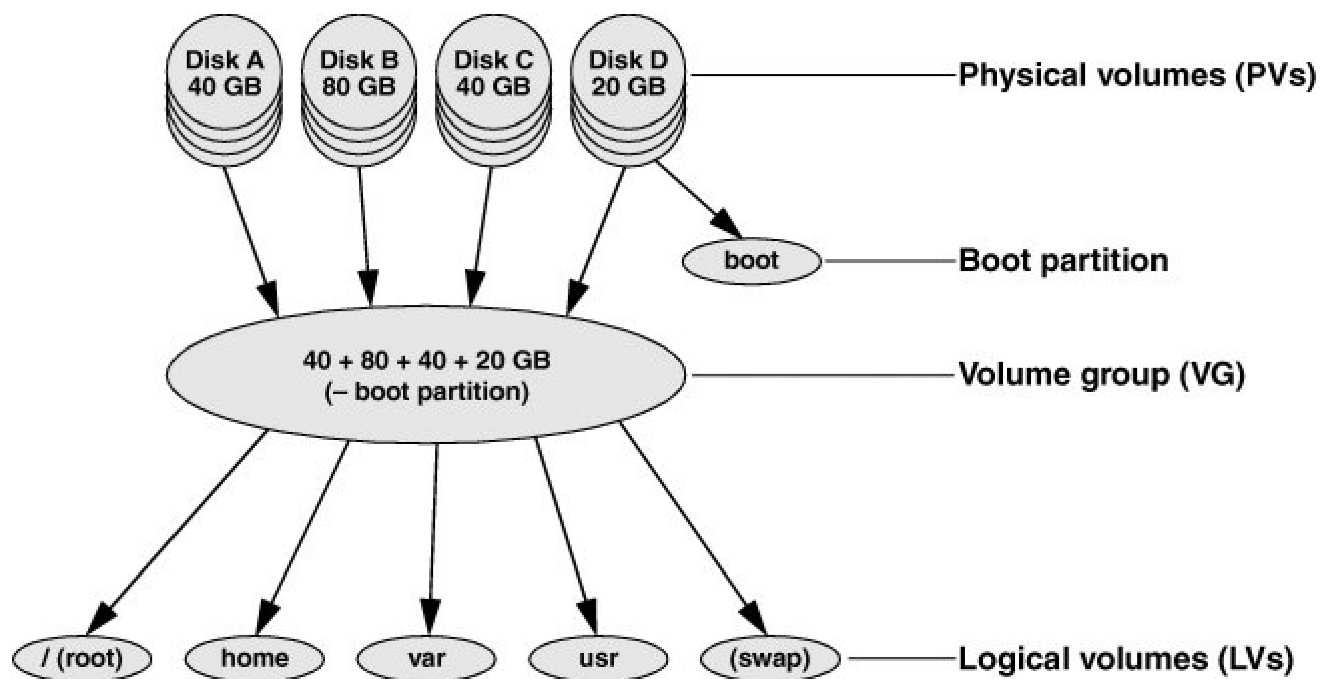 Disk A
40 GB
Disk B
80 GB
Disk C
40 GB
Disk D
20 GB
Physical volumes (PVs)
boot
Boot partition
40 + 80 + 40 + 20 GB
(– boot partition)
Volume group (VG)
/ (root)
home
var
usr
(swap)
Logical volumes (LVs)